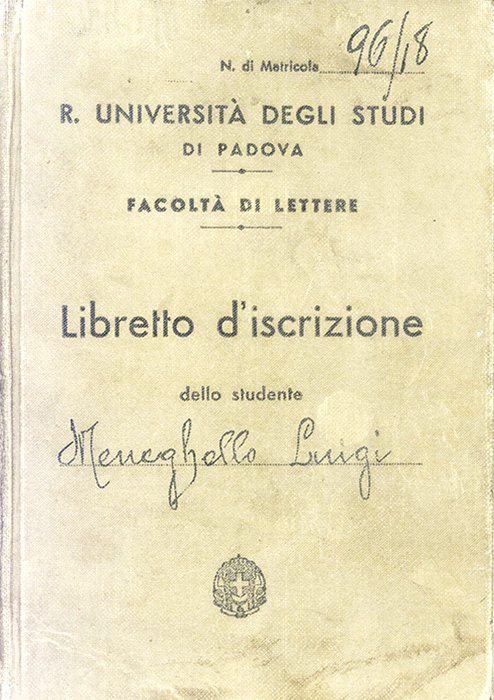 N. di Matricola 96/18
R. UNIVERSITÀ DEGLI STUDI
DI PADOVA
FACOLTÀ DI LETTERE
Libretto d'iscrizione
dello studente
Meneghello Luigi